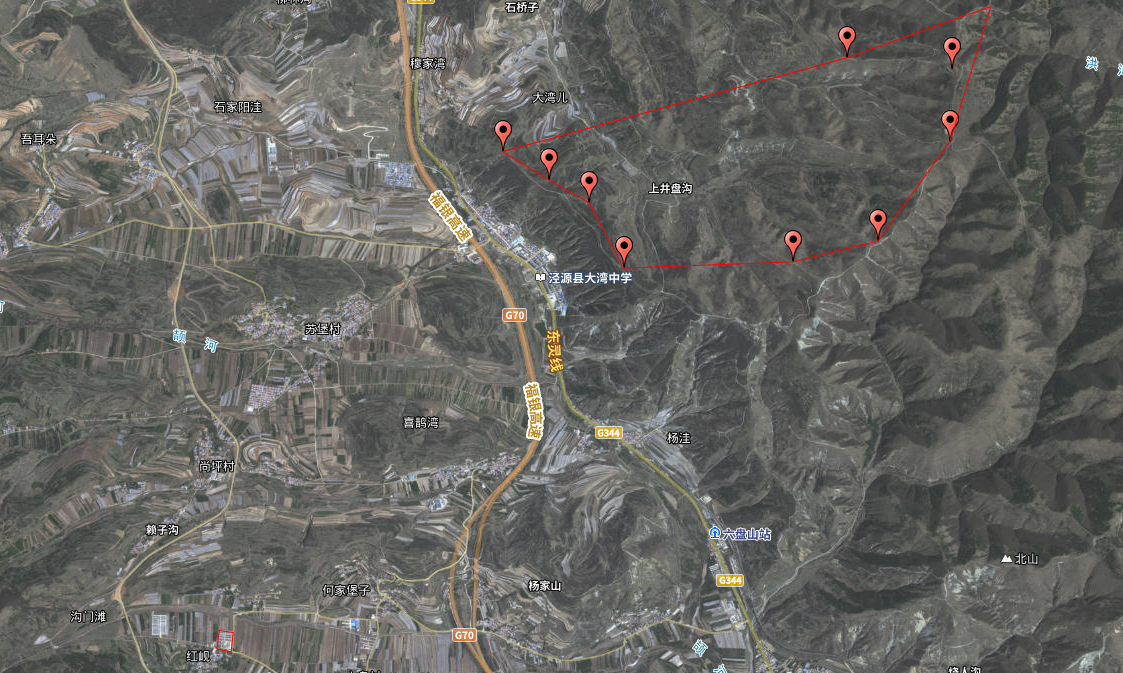 石桥子
穆家湾
洪
大湾儿
石家阳洼
吾耳朵
上井盘沟
福银高速
泾源县大湾中学
G70
苏堡村
颉河
东灵线
福银高速
喜鹊湾
G344
杨洼
尚坪村
赖子沟
六盘山站
北山
G344
杨家山
何家堡子
沟门滩
G70
红岘
颉